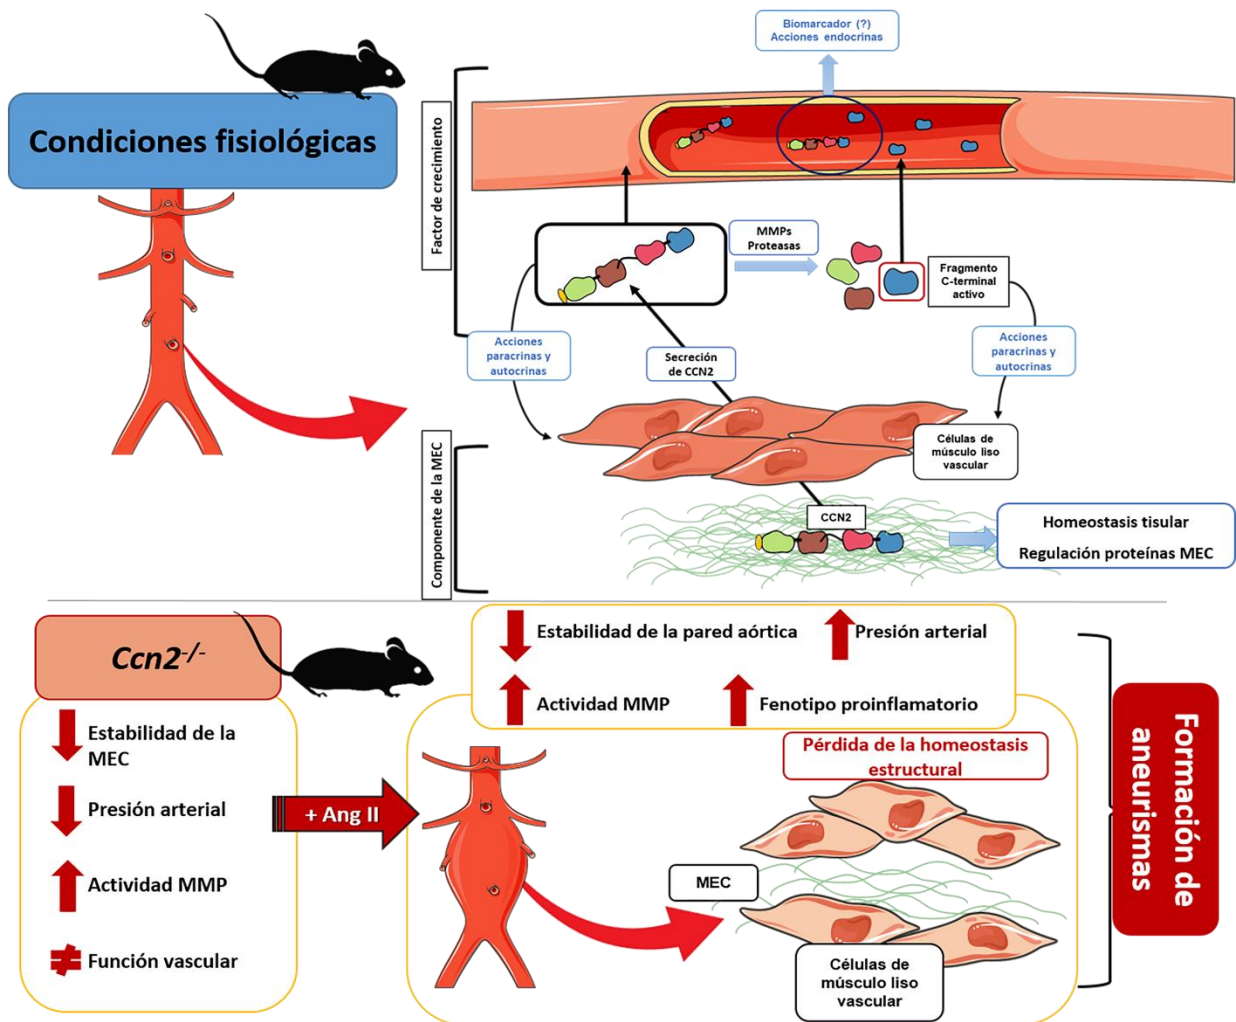 Biomarcador (?)
Acciones endocrinas
Condiciones fisiológicas
Factor de crecimiento
MMPs
Proteasas
Fragmento
C-terminal
activo
Acciones
paracrinas y
autocrinas
Secreción
de CCN2
Acciones
paracrinas y
autocrinas
Células de
músculo liso
vascular
Componente de la MEC
CCN2
Homeostasis tisular
Regulación proteínas MEC
Ccn2-/-
Estabilidad de la
MEC
Presión arterial
Actividad MMP
Función vascular
+ Ang II
Estabilidad de la pared aórtica
Presión arterial
Actividad MMP
Fenotipo proinflamatorio
Pérdida de la homeostasis
estructural
MEC
Células de
músculo liso
vascular
Formación de
aneurismas